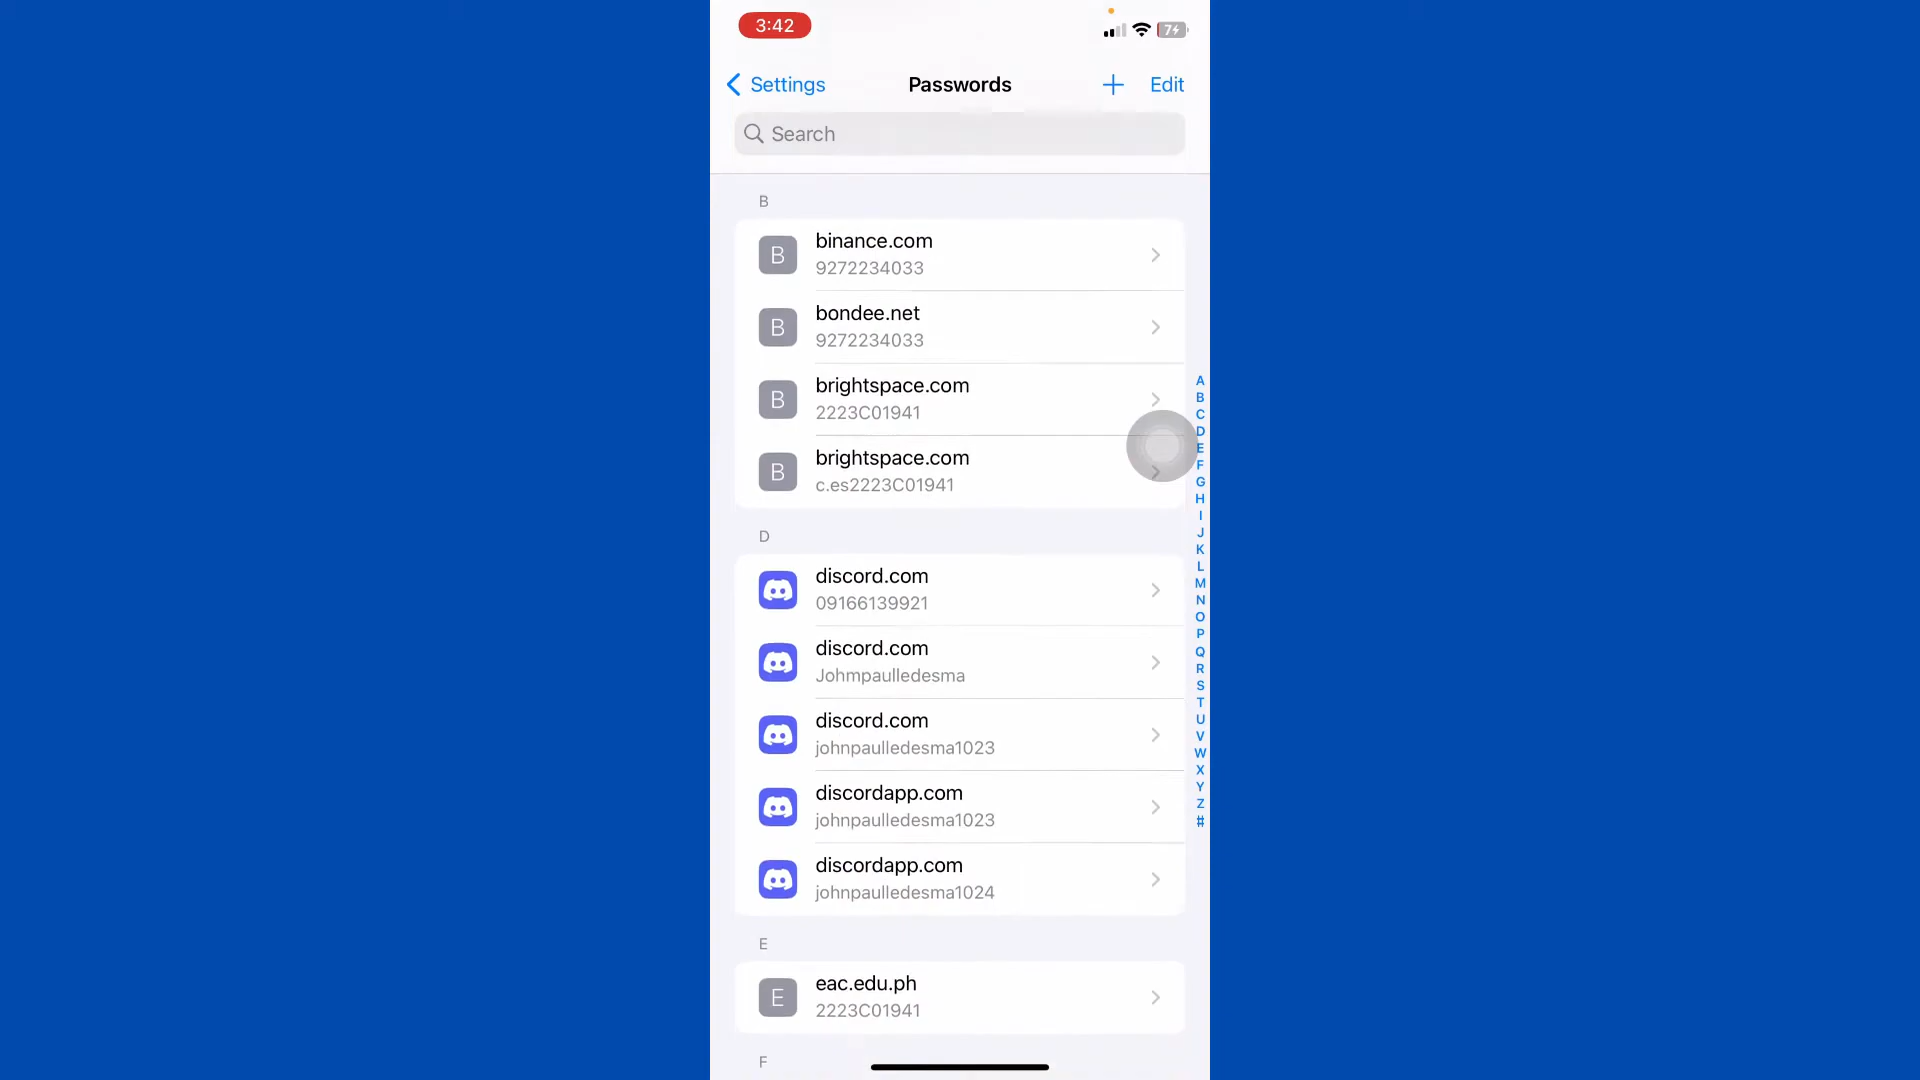 3:42
7
Settings
Passwords
Edit
Search
B
B
binance.com
9272234033
B
bondee.net
9272234033
B
brightspace.com
2223C01941
B
brightspace.com
c.es2223C01941
D
discord.com
09166139921
discord.com
Johmpaulledesma
discord.com
johnpaulledesma1023
discordapp.com
johnpaulledesma1023
discordapp.com
johnpaulledesma1024
E
E
eac.edu.ph
2223C01941
F
A
B
C
D
E
F
G
H
I
J
K
L
M
N
O
P
Q
R
S
T
U
V
W
X
Y
Z
#